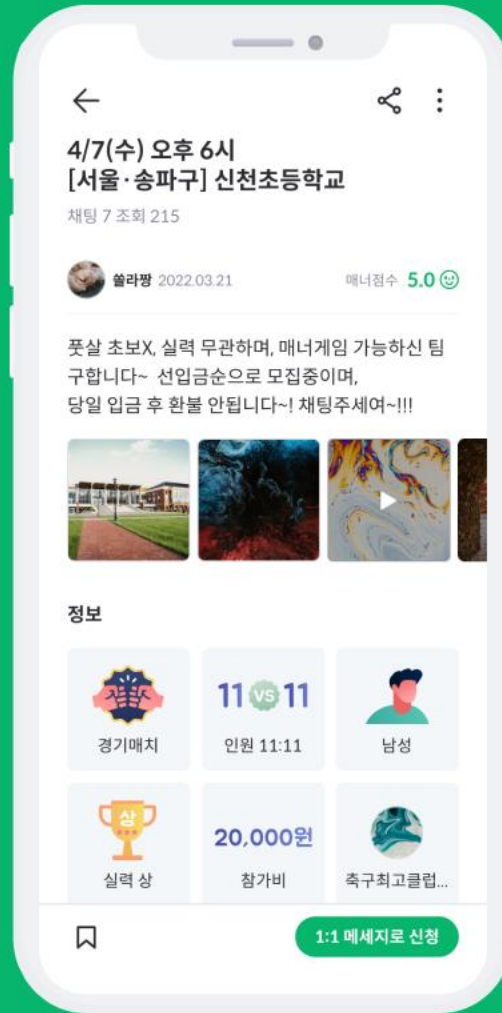 4/7(수) 오후 6시
[서울·송파구] 신천초등학교
채팅 7 조회 215
쏠라짱 2022.03.21 매너점수 5.0
풋살 초보X, 실력 무관하며, 매너게임 가능하신 팀
구합니다~ 선입금순으로 모집중이며,
당일 입금 후 환불 안됩니다~! 채팅주세여~!!!
정보
11 VS 11
경기매치 인원 11:11 남성
상
20,000원
실력 상 참가비 축구최고클럽...
1:1 메세지로 신청